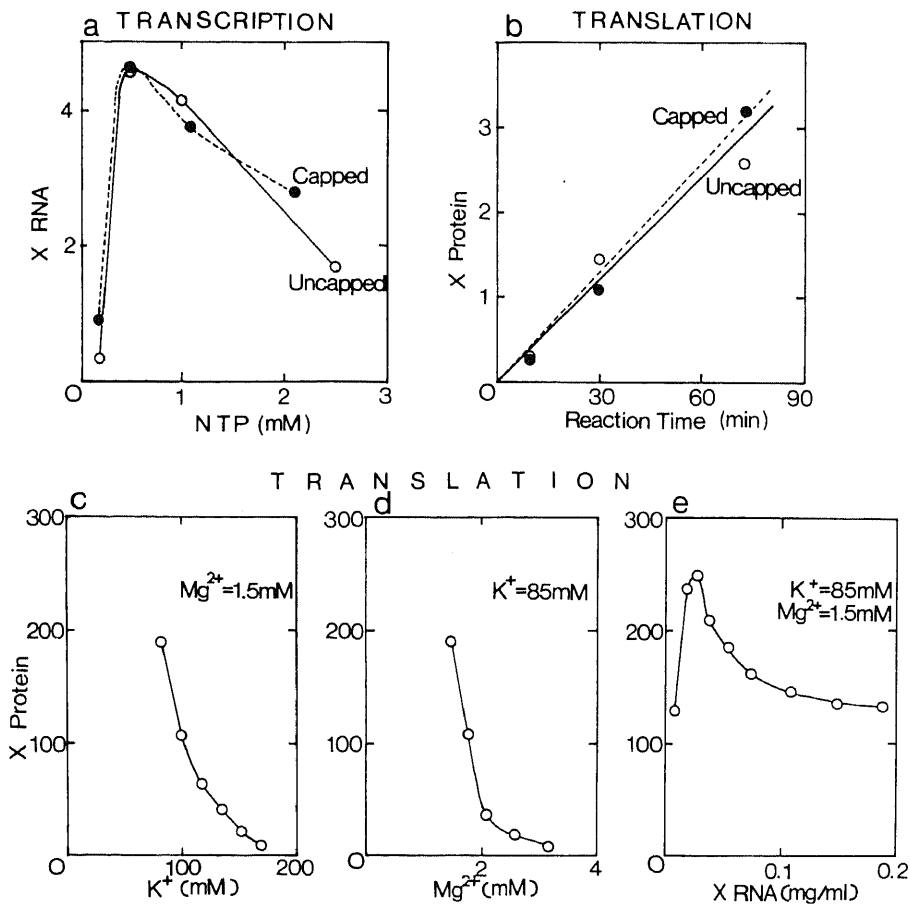 a TRANSCRIPTION
4
2
O
1
2
3
X RNA
NTP (mM)
Capped
Uncapped
b TRANSLATION
3
2
1
O
30
60
90
X Protein
Reaction Time (min)
Capped
Uncapped
TRANSLATION
c
300
200
100
O
100
200
X Protein
K+ (mM)
Mg2+=1.5mM
d
300
200
100
O
2
4
Mg2+(mM)
K+=85mM
e
300
200
100
O
0.1
0.2
X RNA(mg/ml)
K+=85mM
Mg2+=1.5mM